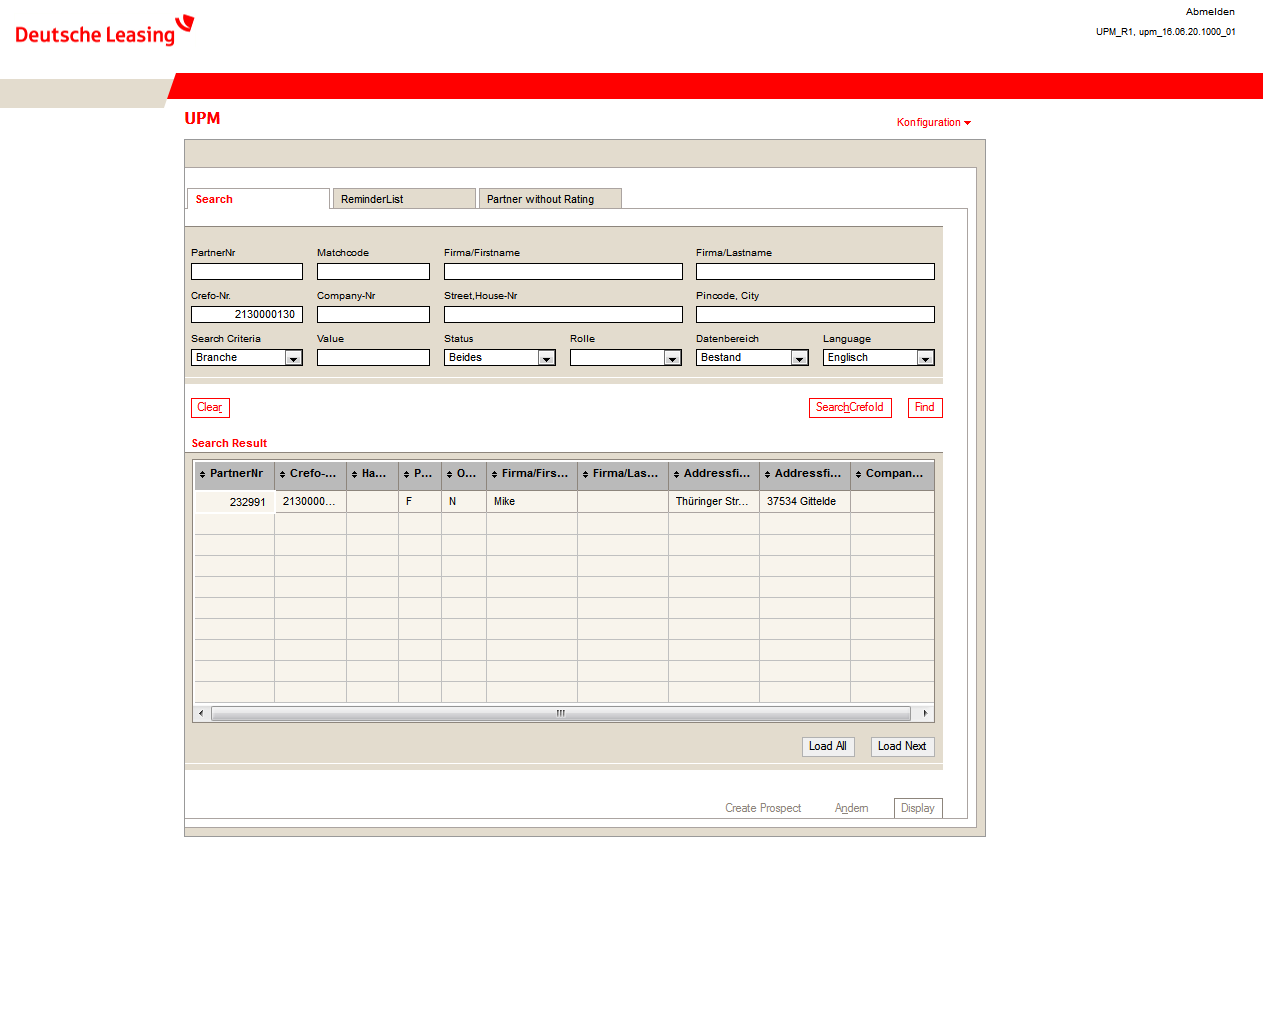 Deutsche Leasing
Abmelden
UPM_R1, upm_16.06.20.1000_01
UPM
Konfiguration
Search ReminderList Partner without Rating
PartnerNr Matchcode Firma/Firstname Firma/Lastname
Crefo-Nr. Company-Nr Street,House-Nr Pincode, City
2130000130
Search Criteria Value Status Rolle Datenbereich Language
Branche Beides Bestand Englisch
Clear SearchCrefoId Find
Search Result
PartnerNr Crefo-... Ha... P... O... Firma/Firs... Firma/Las... Addressfi... Addressfi... Compan...
232991 2130000... F N Mike Thüringer Str... 37534 Gittelde
Load All Load Next
Create Prospect Ändern Display